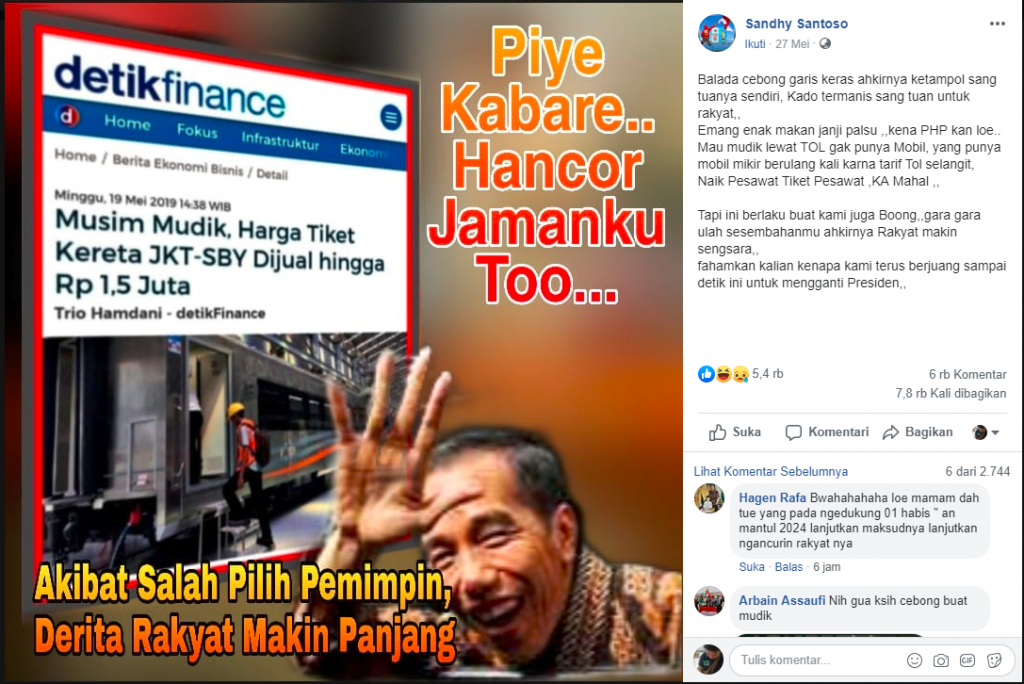 detikfinance
d Home Fokus Infrastruktur Ekonomi
Home / Berita Ekonomi Bisnis / Detail
Minggu, 19 Mei 2019 14:38 WIB
Musim Mudik, Harga Tiket
Kereta JKT-SBY Dijual hingga
Rp 1,5 Juta
Trio Hamdani - detikFinance
Piye
Kabare..
Hancor
Jamanku
Too...
Akibat Salah Pilih Pemimpin,
Derita Rakyat Makin Panjang
Sandhy Santoso
Ikuti · 27 Mei ·
Balada cebong garis keras ahkirnya ketampol sang
tuanya sendiri, Kado termanis sang tuan untuk
rakyat,,
Emang enak makan janji palsu ,,kena PHP kan loe..
Mau mudik lewat TOL gak punya Mobil, yang punya
mobil mikir berulang kali karna tarif Tol selangit,
Naik Pesawat Tiket Pesawat ,KA Mahal ,,
Tapi ini berlaku buat kami juga Boong,,gara gara
ulah sesembahanmu ahkirnya Rakyat makin
sengsara,,
fahamkan kalian kenapa kami terus berjuang sampai
detik ini untuk mengganti Presiden,,
5,4 rb 6 rb Komentar
7,8 rb Kali dibagikan
Suka Komentari Bagikan
Lihat Komentar Sebelumnya 6 dari 2.744
Hagen Rafa Bwahahahaha loe mamam dah
tue yang pada ngedukung 01 habis " an
mantul 2024 lanjutkan maksudnya lanjutkan
ngancurin rakyat nya
Suka · Balas · 6 jam
Arbain Assaufi Nih gua ksih cebong buat
mudik
Tulis komentar...
GIF